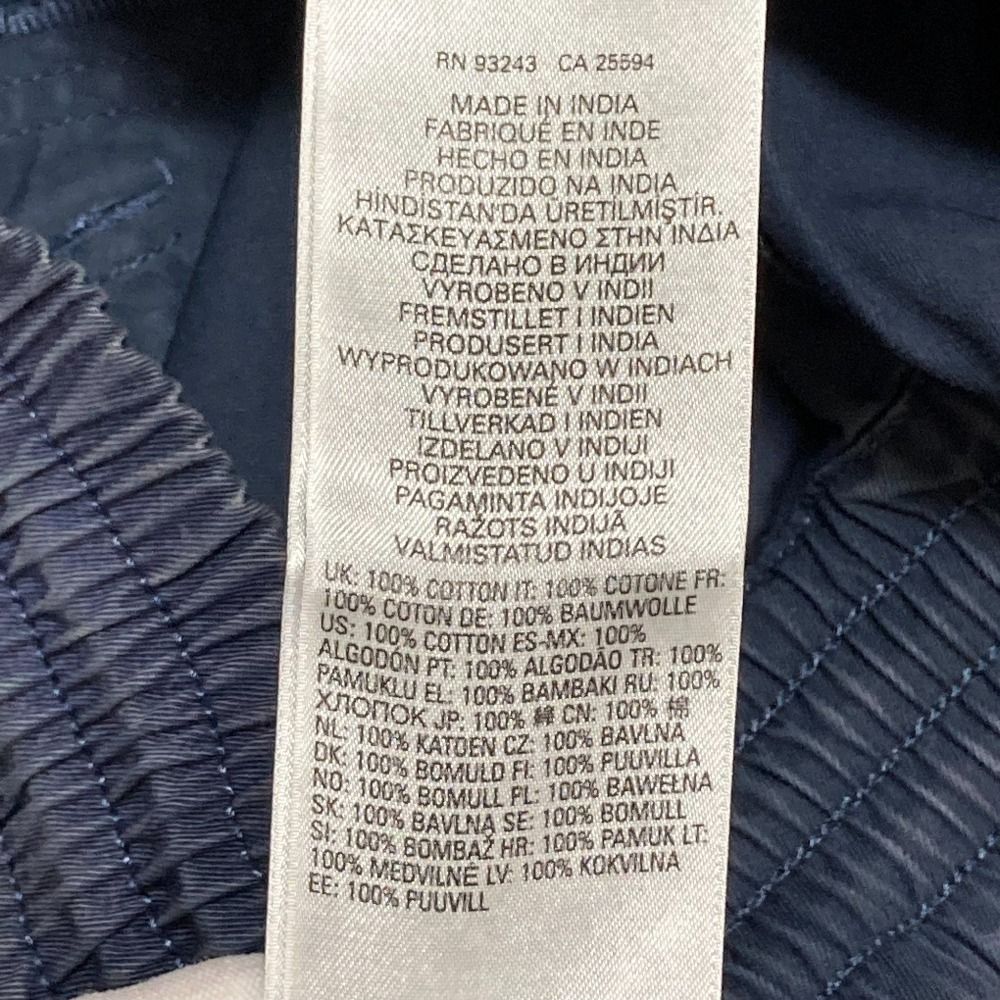 RN 93243 CA 25594
MADE IN INDIA
FABRIQUÉ EN INDE
HECHO EN INDIA
PRODUZIDO NA INDIA
HİNDİSTAN'DA ÜRETILMIŞTİR.
ΚΑΤΑΣΚΕΥΑΣΜΕΝΟ ΣΤΗΝ ΙΝΔΙΑ
СДЕЛАНО В ИНДИИ
VYROBENO V INDII
FREMSTILLET I INDIEN
PRODUSERT I INDIA
WYPRODUKOWANO W INDIACH
VYROBENÉ V INDII
TILLVERKAD I INDIEN
IZDELANO V INDIJI
PROIZVEDENO U INDIJI
PAGAMINTA INDIJOJE
RAŽOTS INDIJĀ
VALMISTATUD INDIAS
UK: 100% COTTON IT: 100% COTONE FR:
100% COTON DE: 100% BAUMWOLLE
US: 100% COTTON ES-MX: 100%
ALGODÓN PT: 100% ALGODÃO TR: 100%
PAMUKLU EL: 100% BAMBAKI RU: 100%
ХЛОПОК JP: 100% 綿 CN: 100% 棉
NL: 100% KATOEN CZ: 100% BAVLNA
DK: 100% BOMULD FI: 100% PUUVILLA
NO: 100% BOMULL PL: 100% BAWEŁNA
SK: 100% BAVLNA SE: 100% BOMULL
SI: 100% BOMBAŽ HR: 100% PAMUK LT:
100% MEDVILNĖ LV: 100% KOKVILNA
EE: 100% PUUVILL